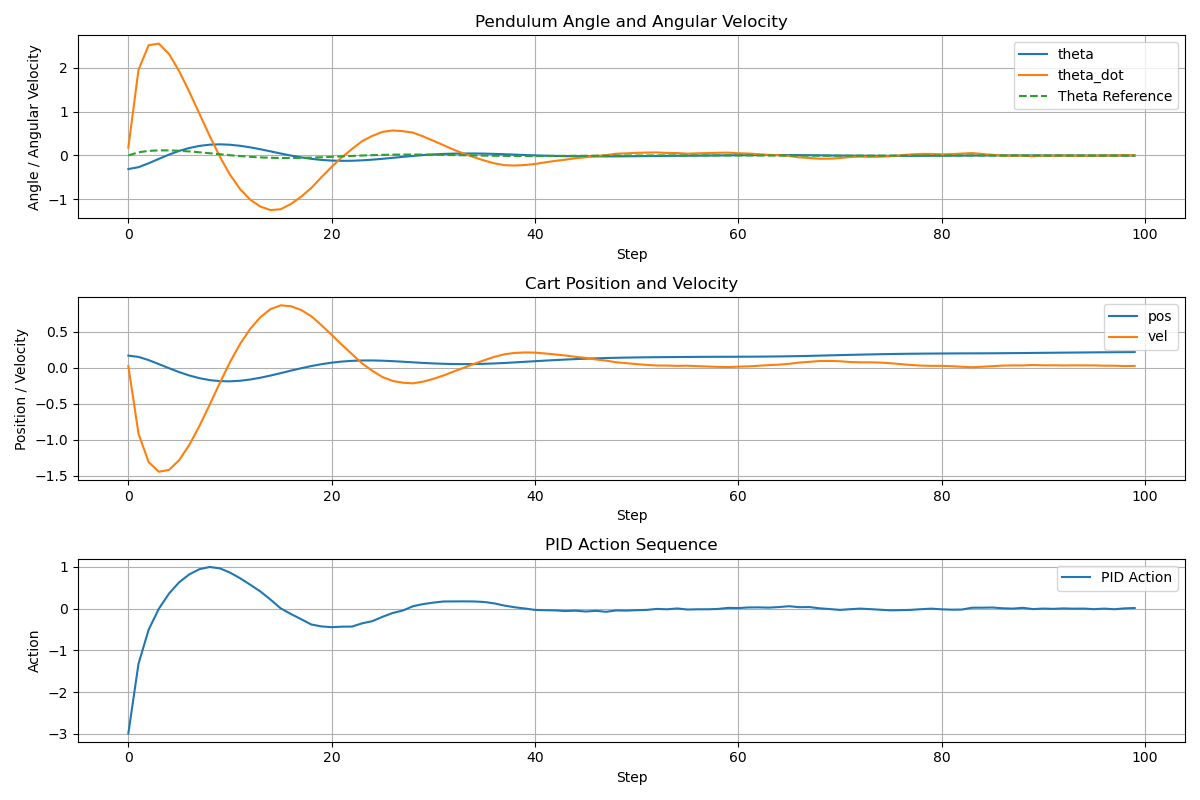 Pendulum Angle and Angular Velocity
Angle / Angular Velocity
2
1
0
−1
theta
theta_dot
Theta Reference
0 20 40 60 80 100
Step
Cart Position and Velocity
Position / Velocity
0.5
0.0
−0.5
−1.0
−1.5
pos
vel
0 20 40 60 80 100
Step
PID Action Sequence
Action
1
0
−1
−2
−3
PID Action
0 20 40 60 80 100
Step